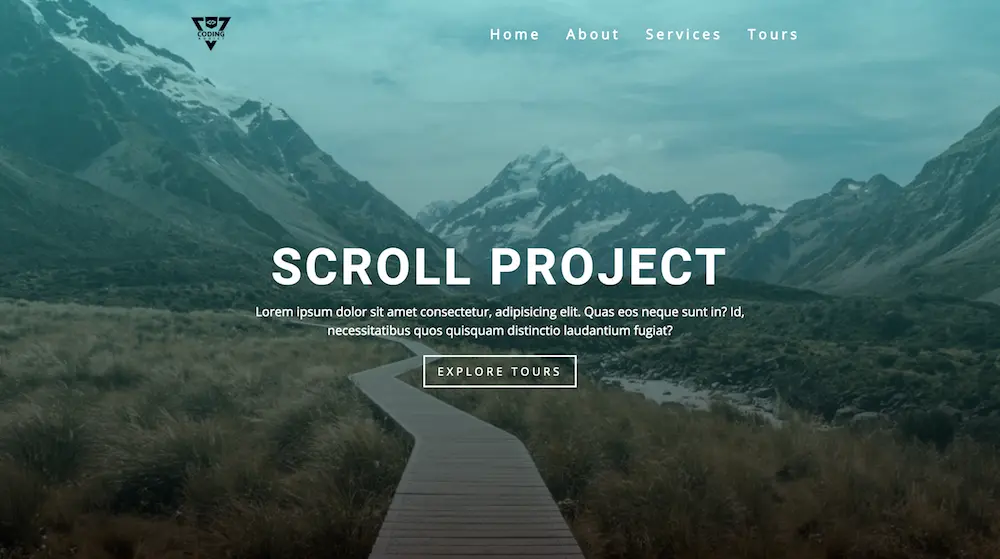 CODING
Home About Services Tours
SCROLL PROJECT
Lorem ipsum dolor sit amet consectetur, adipisicing elit. Quas eos neque sunt in? Id,
necessitatibus quos quisquam distinctio laudantium fugiat?
EXPLORE TOURS